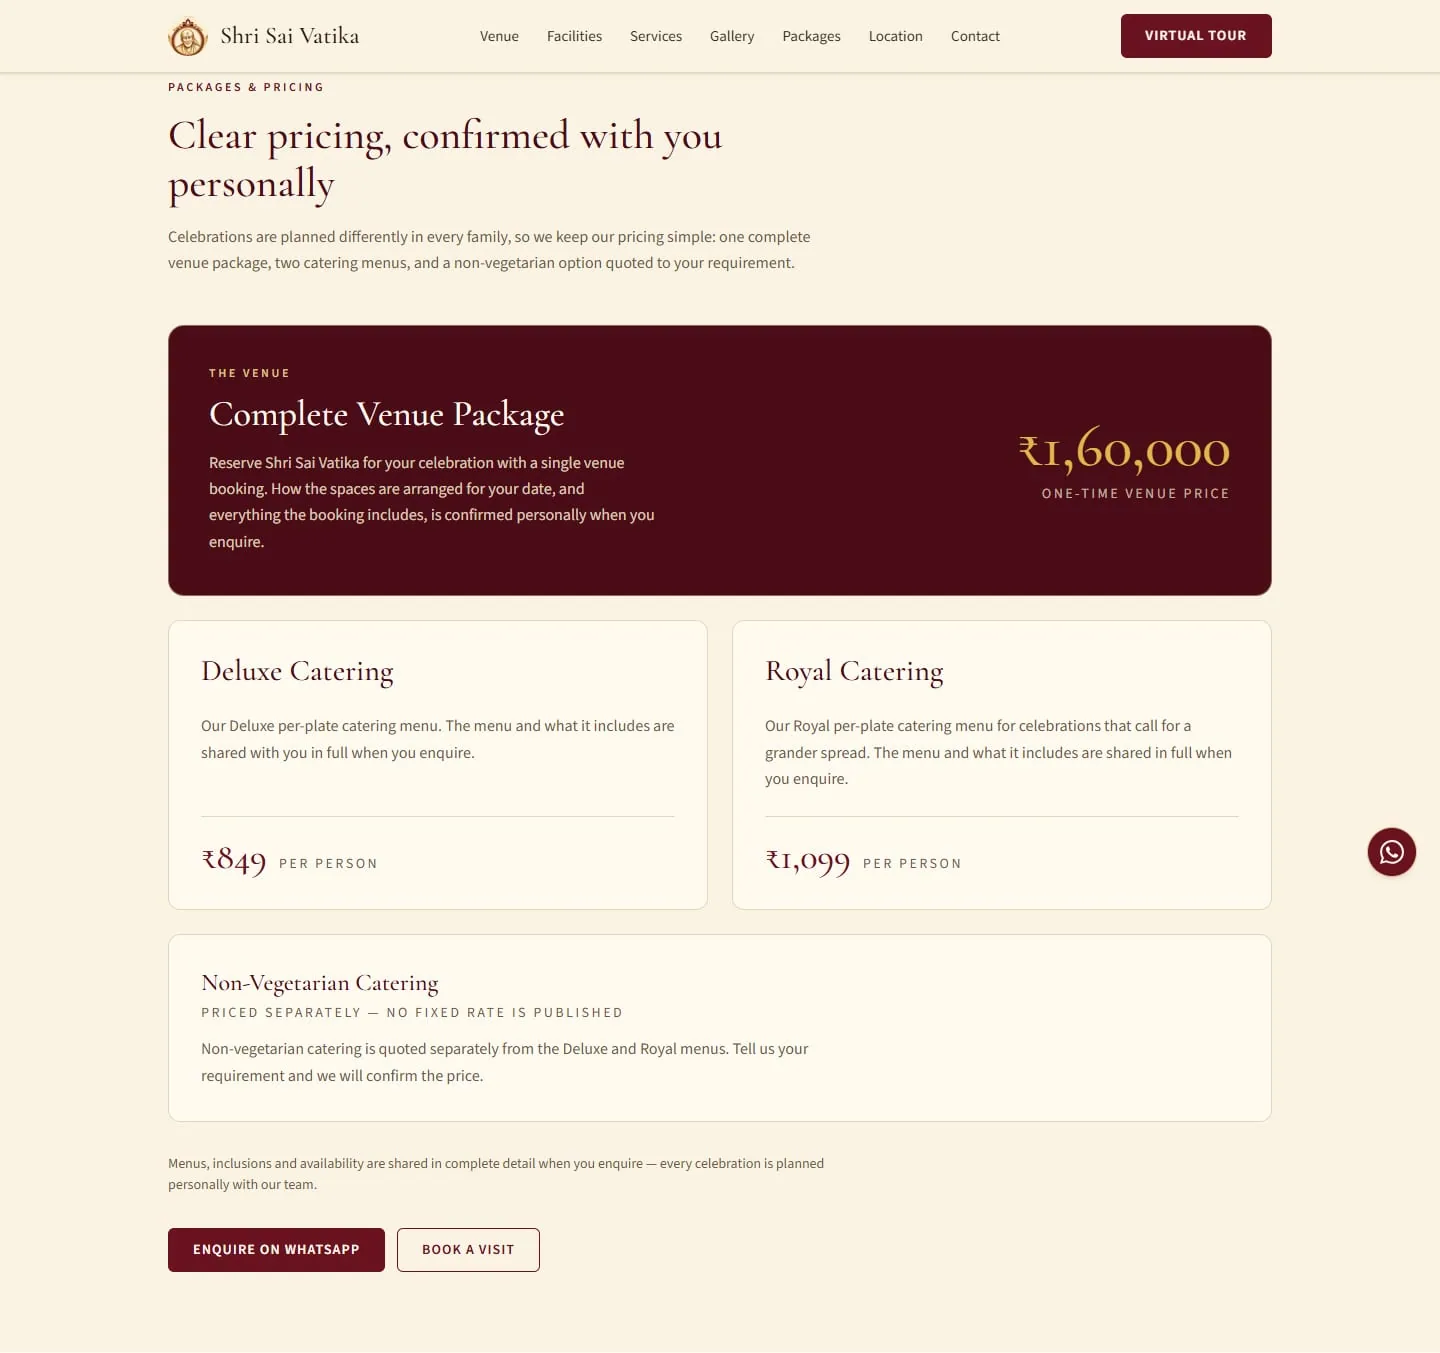 Shri Sai Vatika
Venue
Facilities
Services
Gallery
Packages
Location
Contact
VIRTUAL TOUR
PACKAGES & PRICING
Clear pricing, confirmed with you
personally
Celebrations are planned differently in every family, so we keep our pricing simple: one complete
venue package, two catering menus, and a non-vegetarian option quoted to your requirement.
THE VENUE
Complete Venue Package
Reserve Shri Sai Vatika for your celebration with a single venue
booking. How the spaces are arranged for your date, and
everything the booking includes, is confirmed personally when you
enquire.
₹1,60,000
ONE-TIME VENUE PRICE
Deluxe Catering
Our Deluxe per-plate catering menu. The menu and what it includes are
shared with you in full when you enquire.
₹849 PER PERSON
Royal Catering
Our Royal per-plate catering menu for celebrations that call for a
grander spread. The menu and what it includes are shared in full when
you enquire.
₹1,099 PER PERSON
Non-Vegetarian Catering
PRICED SEPARATELY — NO FIXED RATE IS PUBLISHED
Non-vegetarian catering is quoted separately from the Deluxe and Royal menus. Tell us your
requirement and we will confirm the price.
Menus, inclusions and availability are shared in complete detail when you enquire — every celebration is planned
personally with our team.
ENQUIRE ON WHATSAPP
BOOK A VISIT